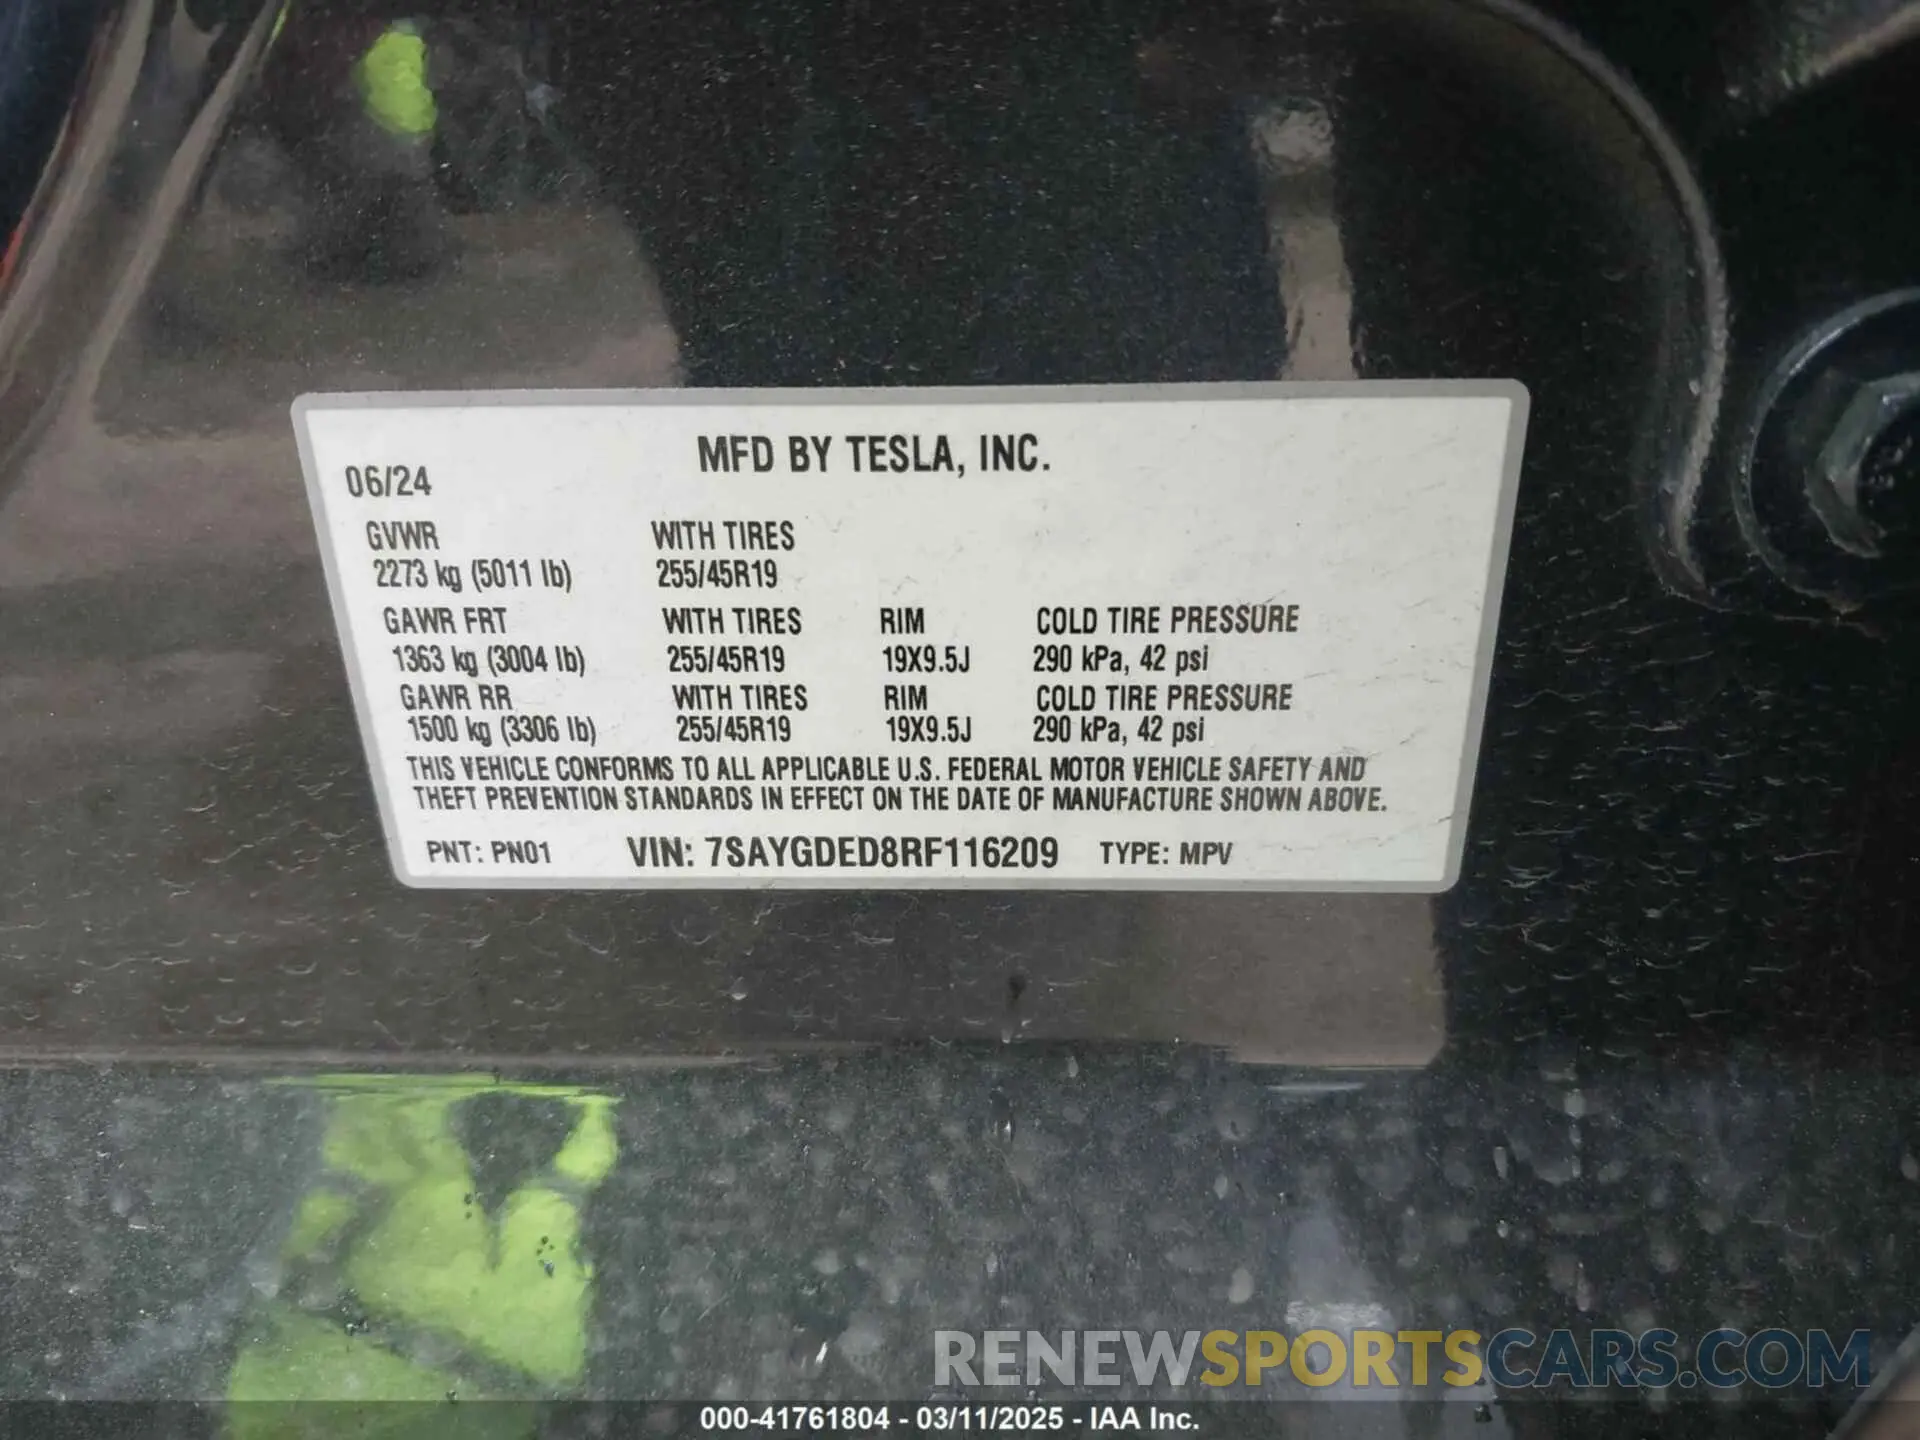 MFD BY TESLA, INC.
06/24
GVWR WITH TIRES
2273 kg (5011 lb) 255/45R19
GAWR FRT WITH TIRES RIM COLD TIRE PRESSURE
1363 kg (3004 lb) 255/45R19 19X9.5J 290 kPa, 42 psi
GAWR RR WITH TIRES RIM COLD TIRE PRESSURE
1500 kg (3306 lb) 255/45R19 19X9.5J 290 kPa, 42 psi
THIS VEHICLE CONFORMS TO ALL APPLICABLE U.S. FEDERAL MOTOR VEHICLE SAFETY AND
THEFT PREVENTION STANDARDS IN EFFECT ON THE DATE OF MANUFACTURE SHOWN ABOVE.
PNT: PN01 VIN: 7SAYGDED8RF116209 TYPE: MPV
RENEWSPORTSCARS.COM
000-41761804 - 03/11/2025 - IAA Inc.